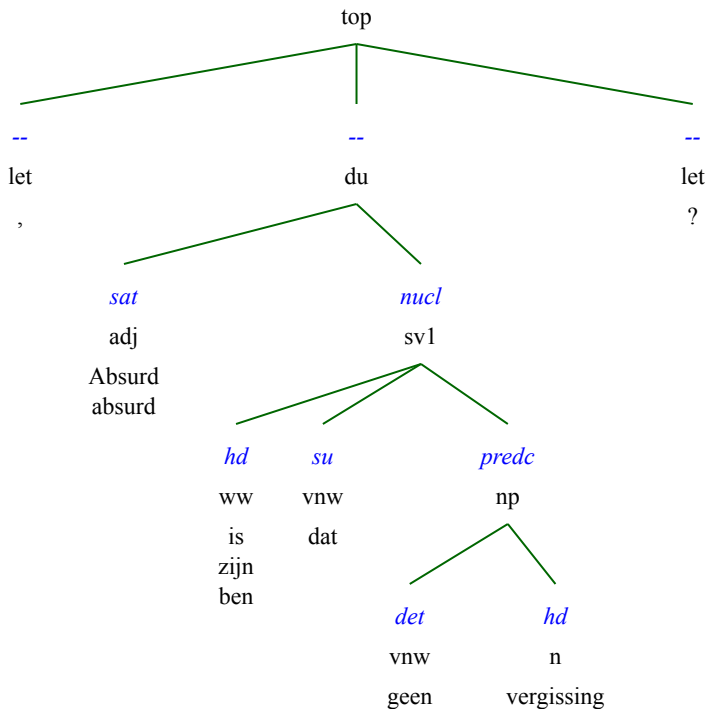 top
-- -- --
let du let
, ?
sat nucl
adj sv1
Absurd
absurd
hd su predc
ww vnw np
is dat
zijn
ben
det hd
vnw n
geen vergissing